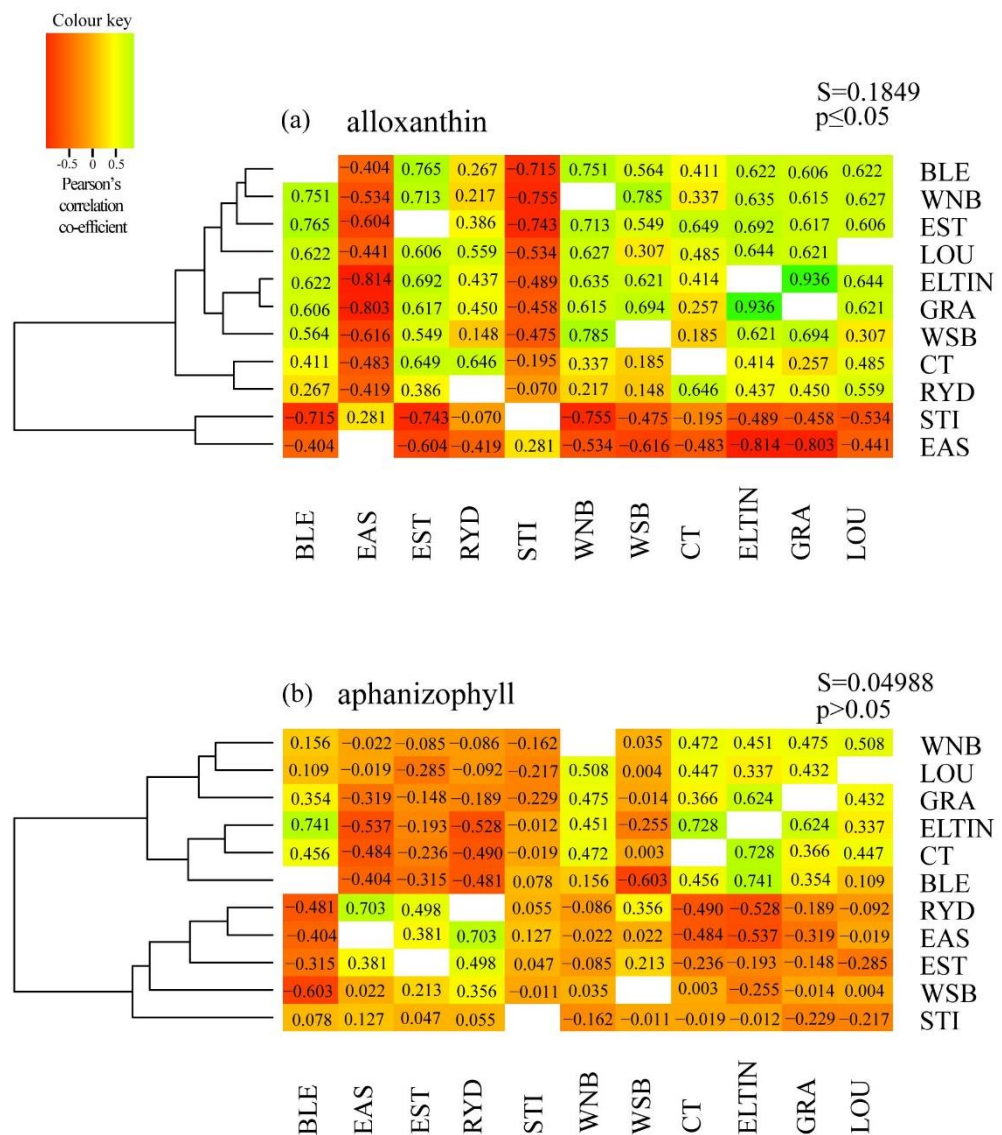 Colour key
-0.5 0 0.5
Pearson's
correlation
co-efficient
S=0.1849
p≤0.05
(a) alloxanthin
−0.404 0.765 0.267 −0.715 0.751 0.564 0.411 0.622 0.606 0.622 BLE
0.751 −0.534 0.713 0.217 −0.755 0.785 0.337 0.635 0.615 0.627 WNB
0.765 −0.604 0.386 −0.743 0.713 0.549 0.649 0.692 0.617 0.606 EST
0.622 −0.441 0.606 0.559 −0.534 0.627 0.307 0.485 0.644 0.621 LOU
0.622 −0.814 0.692 0.437 −0.489 0.635 0.621 0.414 0.936 0.644 ELTIN
0.606 −0.803 0.617 0.450 −0.458 0.615 0.694 0.257 0.936 0.621 GRA
0.564 −0.616 0.549 0.148 −0.475 0.785 0.185 0.621 0.694 0.307 WSB
0.411 −0.483 0.649 0.646 −0.195 0.337 0.185 0.414 0.257 0.485 CT
0.267 −0.419 0.386 −0.070 0.217 0.148 0.646 0.437 0.450 0.559 RYD
−0.715 0.281 −0.743 −0.070 −0.755 −0.475 −0.195 −0.489 −0.458 −0.534 STI
−0.404 −0.604 −0.419 0.281 −0.534 −0.616 −0.483 −0.814 −0.803 −0.441 EAS
BLE EAS EST RYD STI WNB WSB CT ELTIN GRA LOU
S=0.04988
p>0.05
(b) aphanizophyll
0.156 −0.022 −0.085 −0.086 −0.162 0.035 0.472 0.451 0.475 0.508 WNB
0.109 −0.019 −0.285 −0.092 −0.217 0.508 0.004 0.447 0.337 0.432 LOU
0.354 −0.319 −0.148 −0.189 −0.229 0.475 −0.014 0.366 0.624 0.432 GRA
0.741 −0.537 −0.193 −0.528 −0.012 0.451 −0.255 0.728 0.624 0.337 ELTIN
0.456 −0.484 −0.236 −0.490 −0.019 0.472 0.003 0.728 0.366 0.447 CT
−0.404 −0.315 −0.481 0.078 0.156 −0.603 0.456 0.741 0.354 0.109 BLE
−0.481 0.703 0.498 0.055 −0.086 0.356 −0.490 −0.528 −0.189 −0.092 RYD
−0.404 0.381 0.703 0.127 −0.022 0.022 −0.484 −0.537 −0.319 −0.019 EAS
−0.315 0.381 0.498 0.047 −0.085 0.213 −0.236 −0.193 −0.148 −0.285 EST
−0.603 0.022 0.213 0.356 −0.011 0.035 0.003 −0.255 −0.014 0.004 WSB
0.078 0.127 0.047 0.055 −0.162 −0.011 −0.019 −0.012 −0.229 −0.217 STI
BLE EAS EST RYD STI WNB WSB CT ELTIN GRA LOU